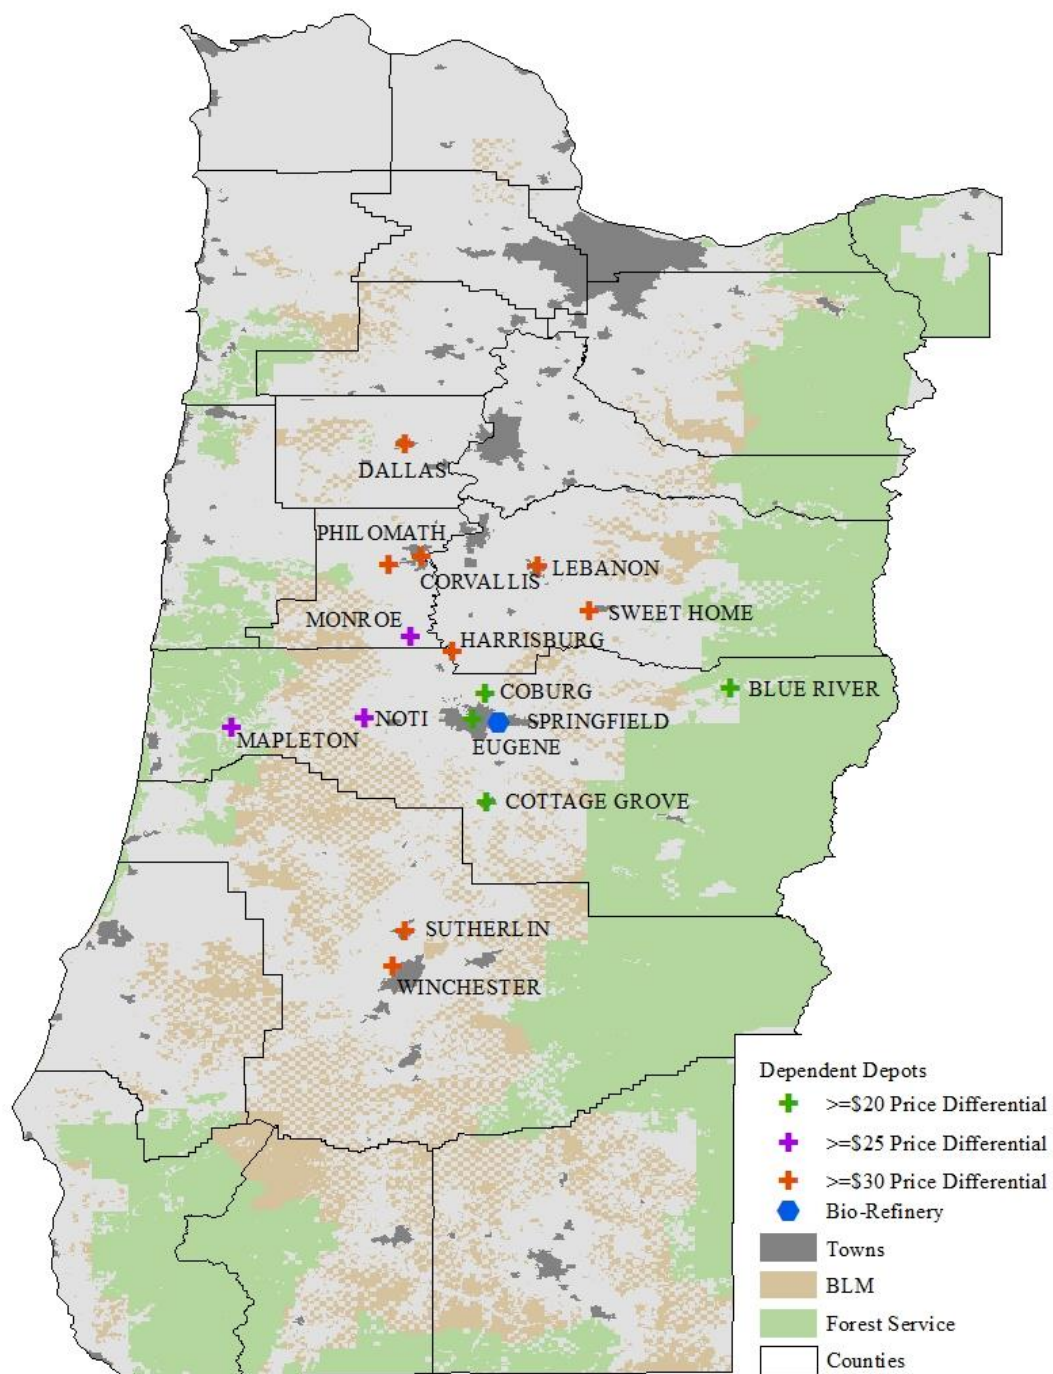 DALLAS
PHILOMATH
CORVALLIS
LEBANON
MONROE
SWEET HOME
HARRISBURG
COBURG
BLUE RIVER
NOTI
SPRINGFIELD
MAPLETON
EUGENE
COTTAGE GROVE
SUTHERLIN
WINCHESTER
Dependent Depots
>=$20 Price Differential
>=$25 Price Differential
>=$30 Price Differential
Bio-Refinery
Towns
BLM
Forest Service
Counties